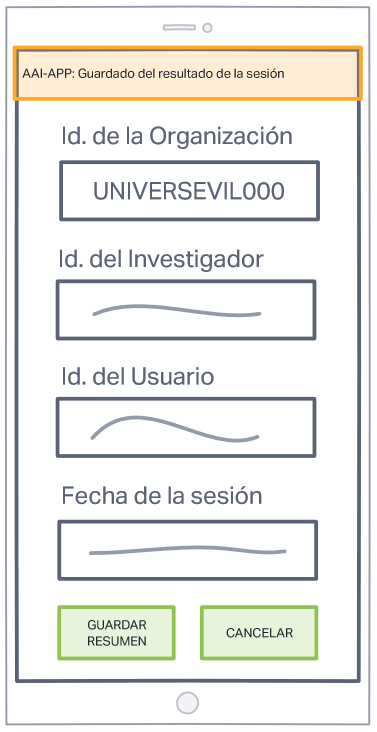 AAI-APP: Guardado del resultado de la sesión
Id. de la Organización
UNIVERSEVIL000
Id. del Investigador
Id. del Usuario
Fecha de la sesión
GUARDAR
RESUMEN
CANCELAR